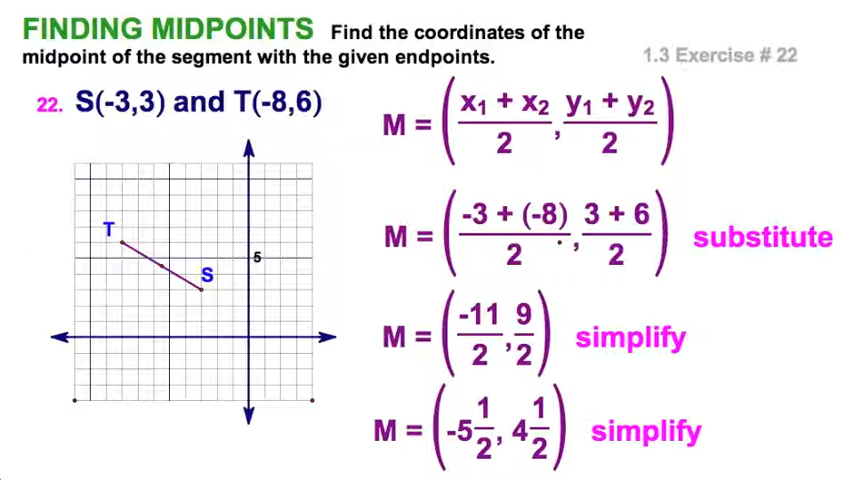 FINDING MIDPOINTS Find the coordinates of the
midpoint of the segment with the given endpoints.
1.3 Exercise # 22
22. S(-3,3) and T(-8,6)
M = ( x₁ + x₂ / 2 , y₁ + y₂ / 2 )
M = ( -3 + (-8) / 2 , 3 + 6 / 2 ) substitute
M = ( -11 / 2 , 9 / 2 ) simplify
M = ( -5 1/2 , 4 1/2 ) simplify
T
S
5